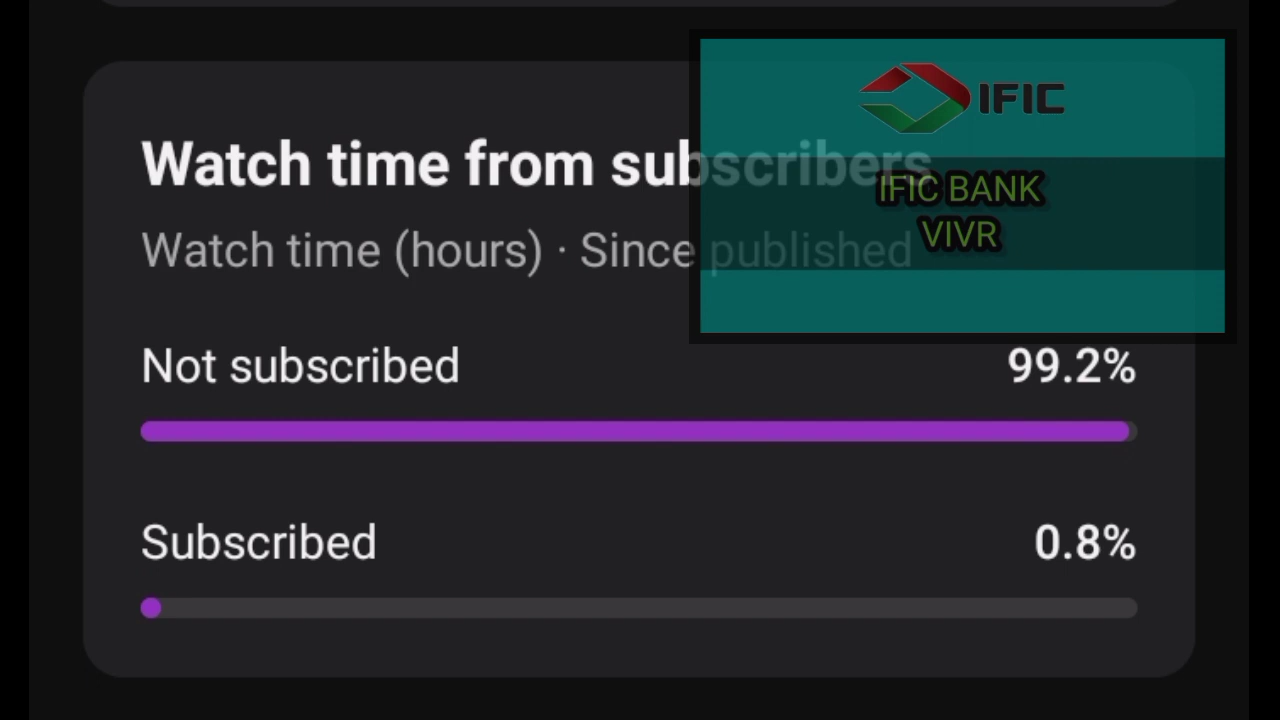 IFIC
Watch time from subscribers
IFIC BANK
VIVR
Watch time (hours) · Since published
Not subscribed 99.2%
Subscribed 0.8%